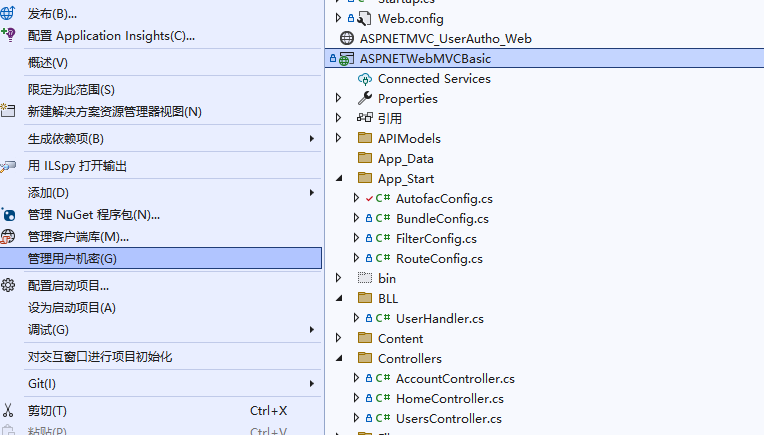 发布(B)...
配置 Application Insights(C)...
概述(V)
限定为此范围(S)
新建解决方案资源管理器视图(N)
生成依赖项(B)
用 ILSpy 打开输出
添加(D)
管理 NuGet 程序包(N)...
管理客户端库(M)...
管理用户机密(G)
配置启动项目...
设为启动项目(A)
调试(G)
对交互窗口进行项目初始化
Git(I)
剪切(T) Ctrl+X
粘贴(P) Ctrl+V
Startup.cs
Web.config
ASPNETMVC_UserAutho_Web
ASPNETWebMVCBasic
Connected Services
Properties
引用
APIModels
App_Data
App_Start
C# AutofacConfig.cs
C# BundleConfig.cs
C# FilterConfig.cs
C# RouteConfig.cs
bin
BLL
C# UserHandler.cs
Content
Controllers
C# AccountController.cs
C# HomeController.cs
C# UsersController.cs